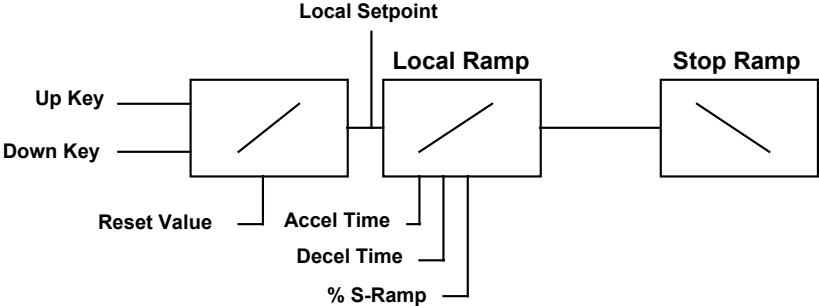 Local Setpoint
Local Ramp
Stop Ramp
Up Key
Down Key
Reset Value
Accel Time
Decel Time
% S-Ramp